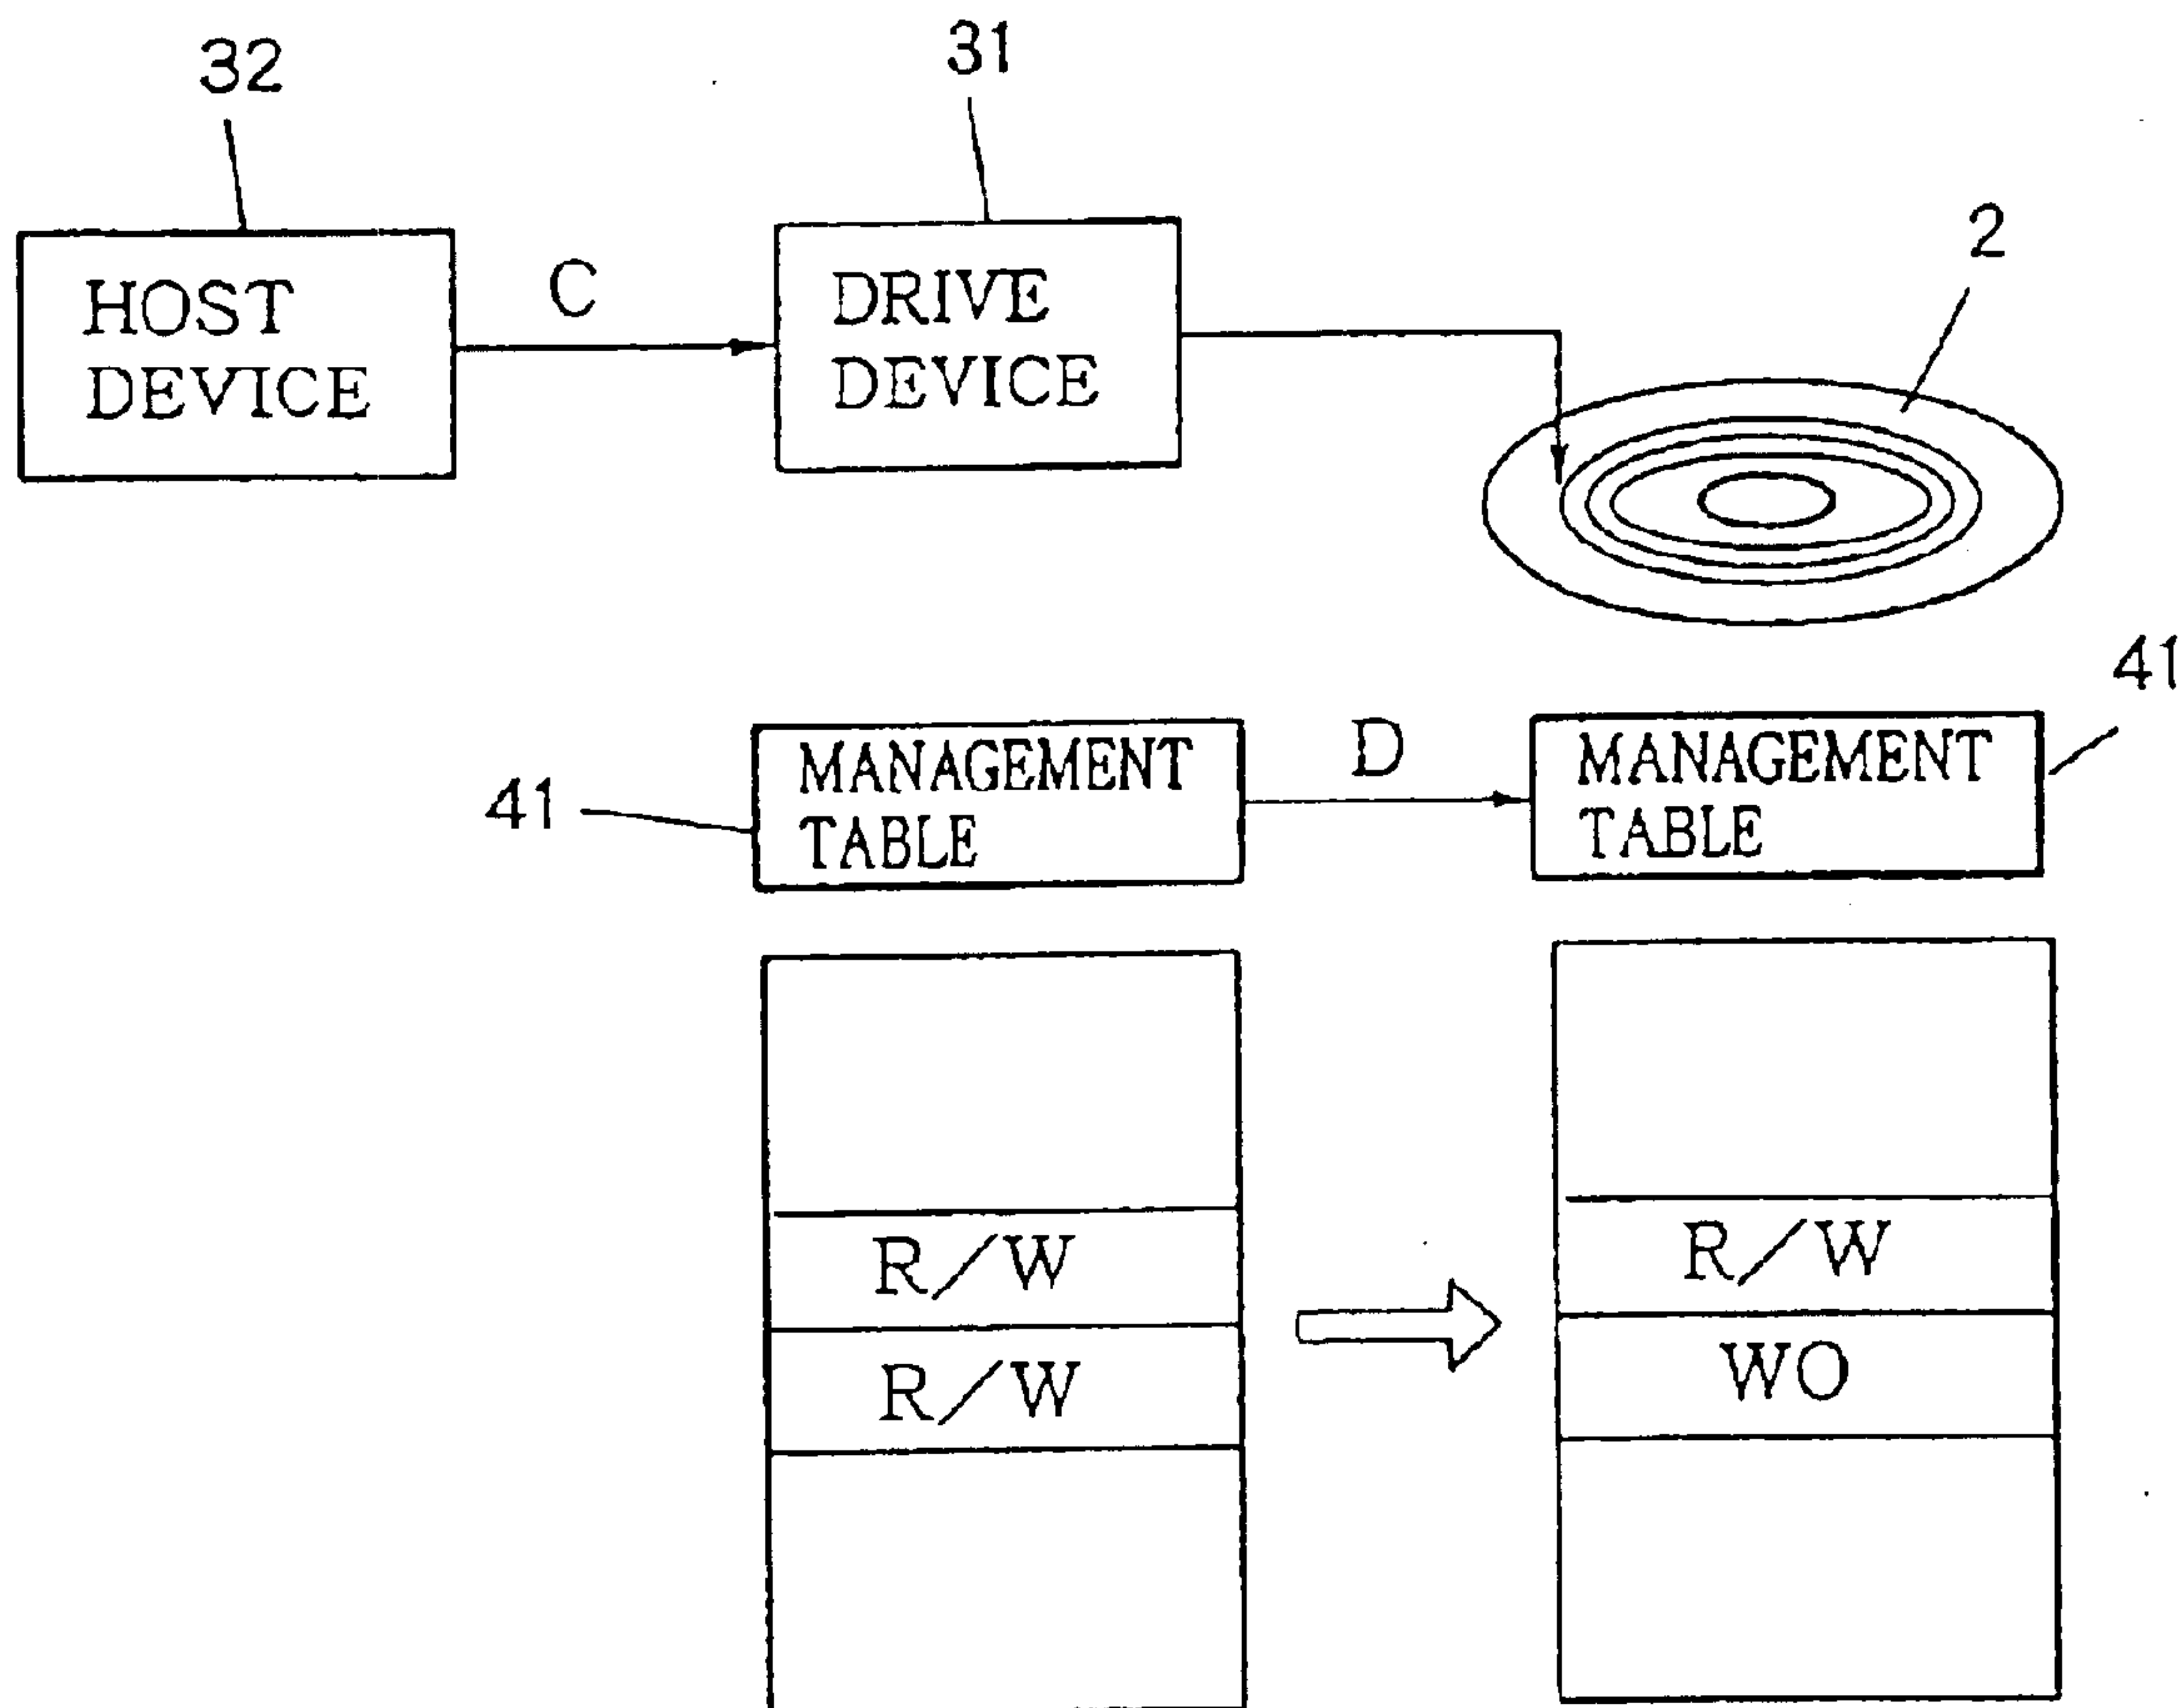 32
31
2
HOST
DEVICE
C
DRIVE
DEVICE
41
MANAGEMENT
TABLE
D
MANAGEMENT
TABLE
41
R/W
R/W
R/W
WO